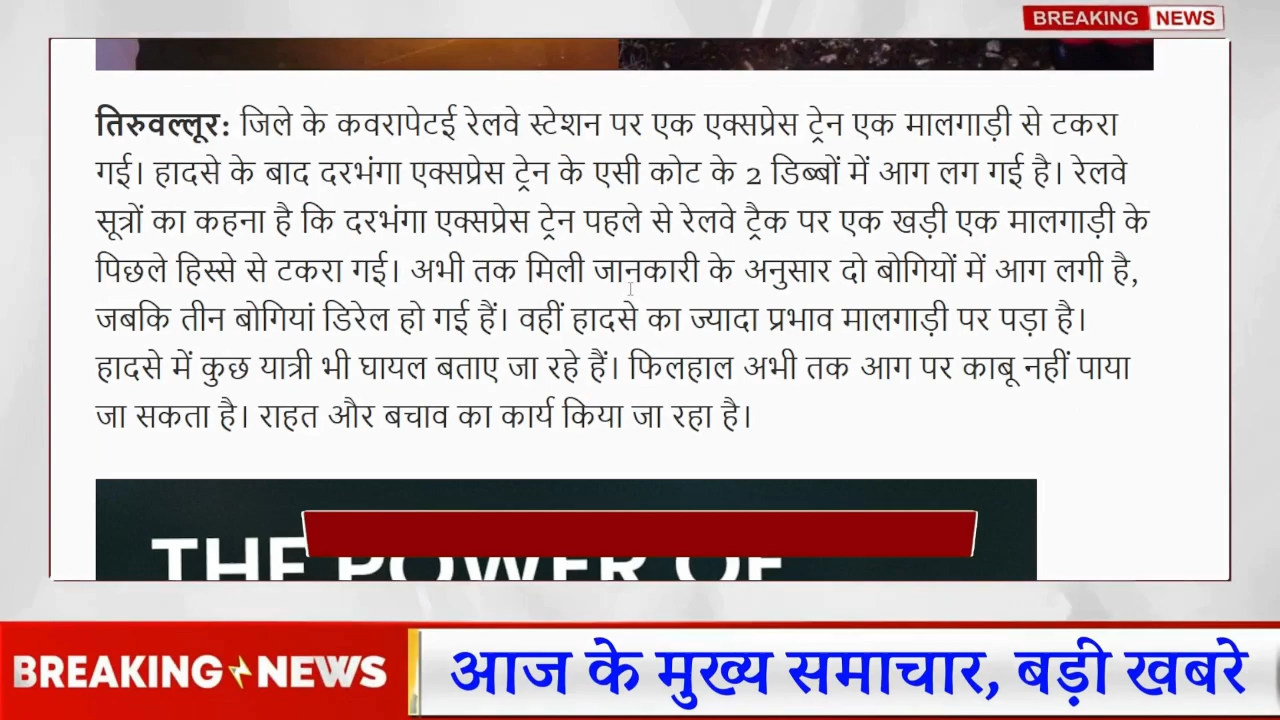 BREAKING NEWS
तिरुवल्लूर: जिले के कवरापेटई रेलवे स्टेशन पर एक एक्सप्रेस ट्रेन एक मालगाड़ी से टकरा
गई। हादसे के बाद दरभंगा एक्सप्रेस ट्रेन के एसी कोट के 2 डिब्बों में आग लग गई है। रेलवे
सूत्रों का कहना है कि दरभंगा एक्सप्रेस ट्रेन पहले से रेलवे ट्रैक पर एक खड़ी एक मालगाड़ी के
पिछले हिस्से से टकरा गई। अभी तक मिली जानकारी के अनुसार दो बोगियों में आग लगी है,
जबकि तीन बोगियां डिरेल हो गई हैं। वहीं हादसे का ज्यादा प्रभाव मालगाड़ी पर पड़ा है।
हादसे में कुछ यात्री भी घायल बताए जा रहे हैं। फिलहाल अभी तक आग पर काबू नहीं पाया
जा सकता है। राहत और बचाव का कार्य किया जा रहा है।
THE POWER OF
BREAKING NEWS आज के मुख्य समाचार, बड़ी खबरे